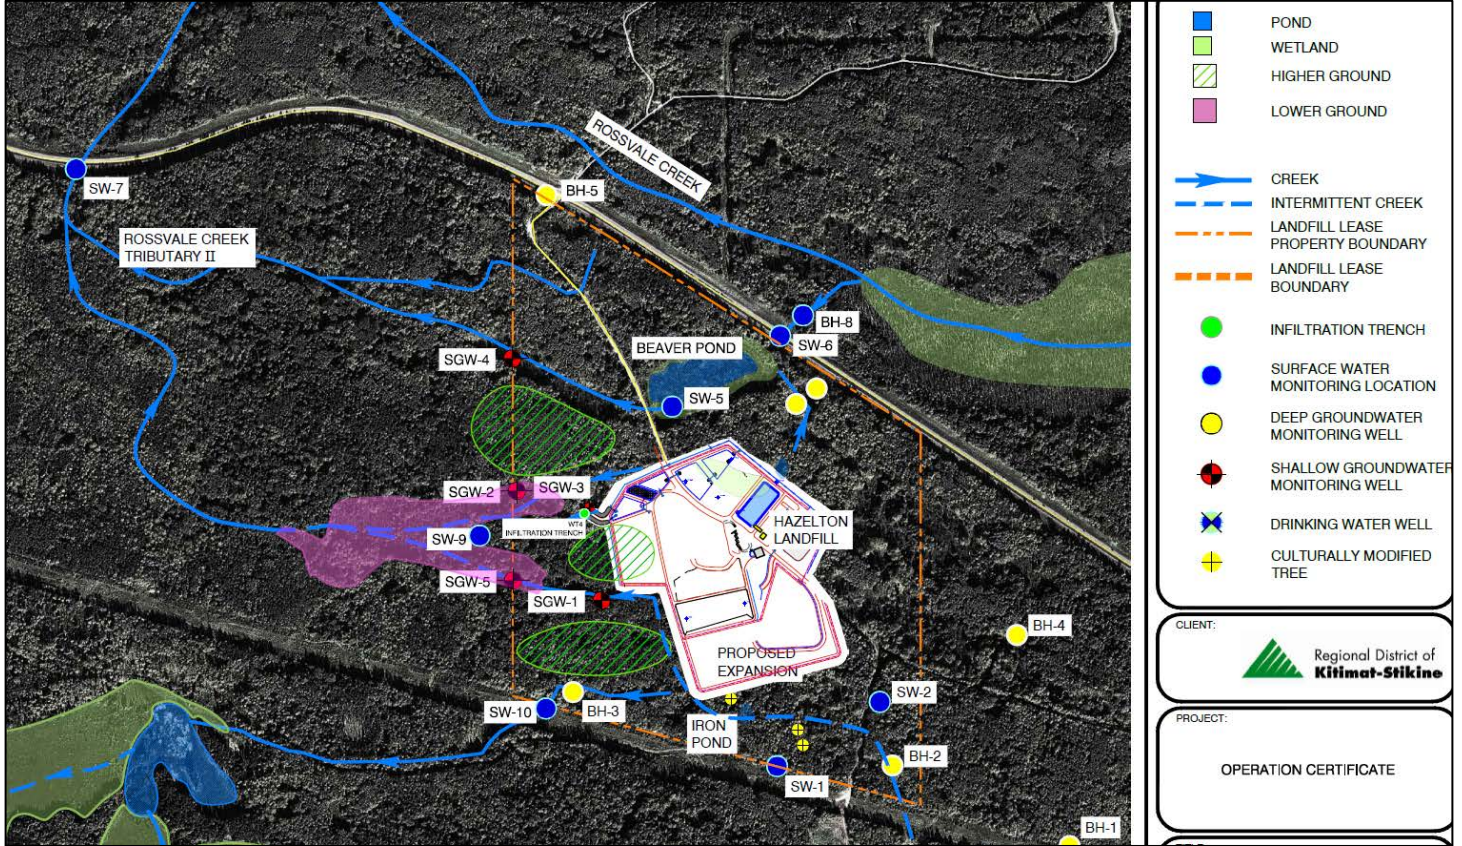 SW-7
BH-5
ROSSVALE CREEK
ROSSVALE CREEK
TRIBUTARY II
BH-8
SW-6
BEAVER POND
SGW-4
SW-5
SGW-2
SGW-3
WT4
INFILTRATION TRENCH
SW-9
HAZELTON
LANDFILL
SGW-5
SGW-1
BH-4
PROPOSED
EXPANSION
SW-2
SW-10
BH-3
IRON
POND
BH-2
SW-1
BH-1
POND
WETLAND
HIGHER GROUND
LOWER GROUND
CREEK
INTERMITTENT CREEK
LANDFILL LEASE
PROPERTY BOUNDARY
LANDFILL LEASE
BOUNDARY
INFILTRATION TRENCH
SURFACE WATER
MONITORING LOCATION
DEEP GROUNDWATER
MONITORING WELL
SHALLOW GROUNDWATER
MONITORING WELL
DRINKING WATER WELL
CULTURALLY MODIFIED
TREE
CLIENT:
Regional District of
Kitimat-Stikine
PROJECT:
OPERATION CERTIFICATE